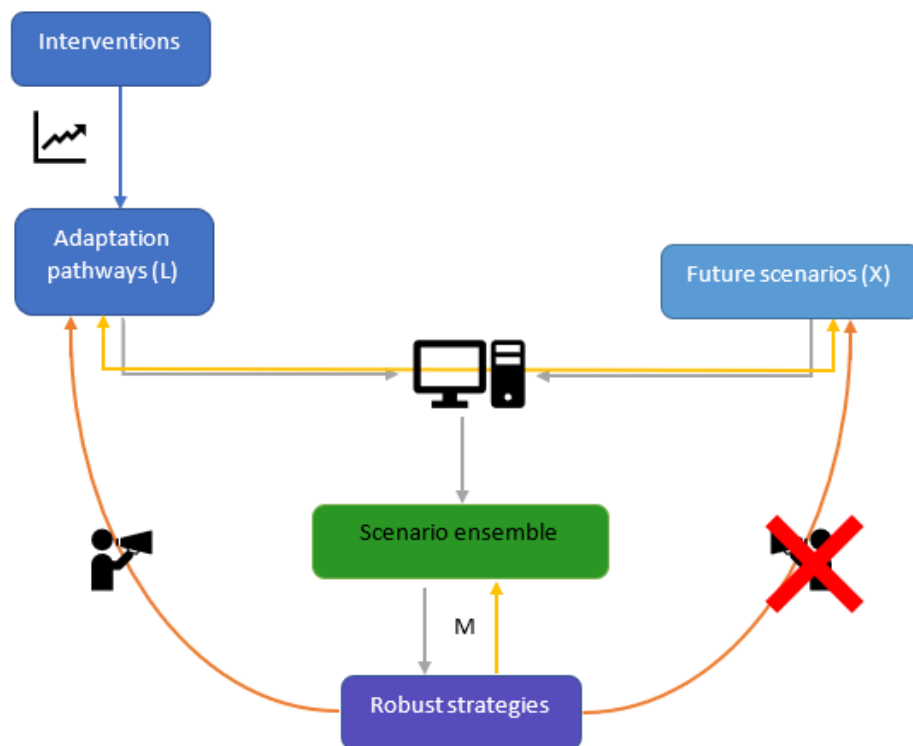 Interventions
Adaptation
pathways (L)
Future scenarios (X)
Scenario ensemble
M
Robust strategies